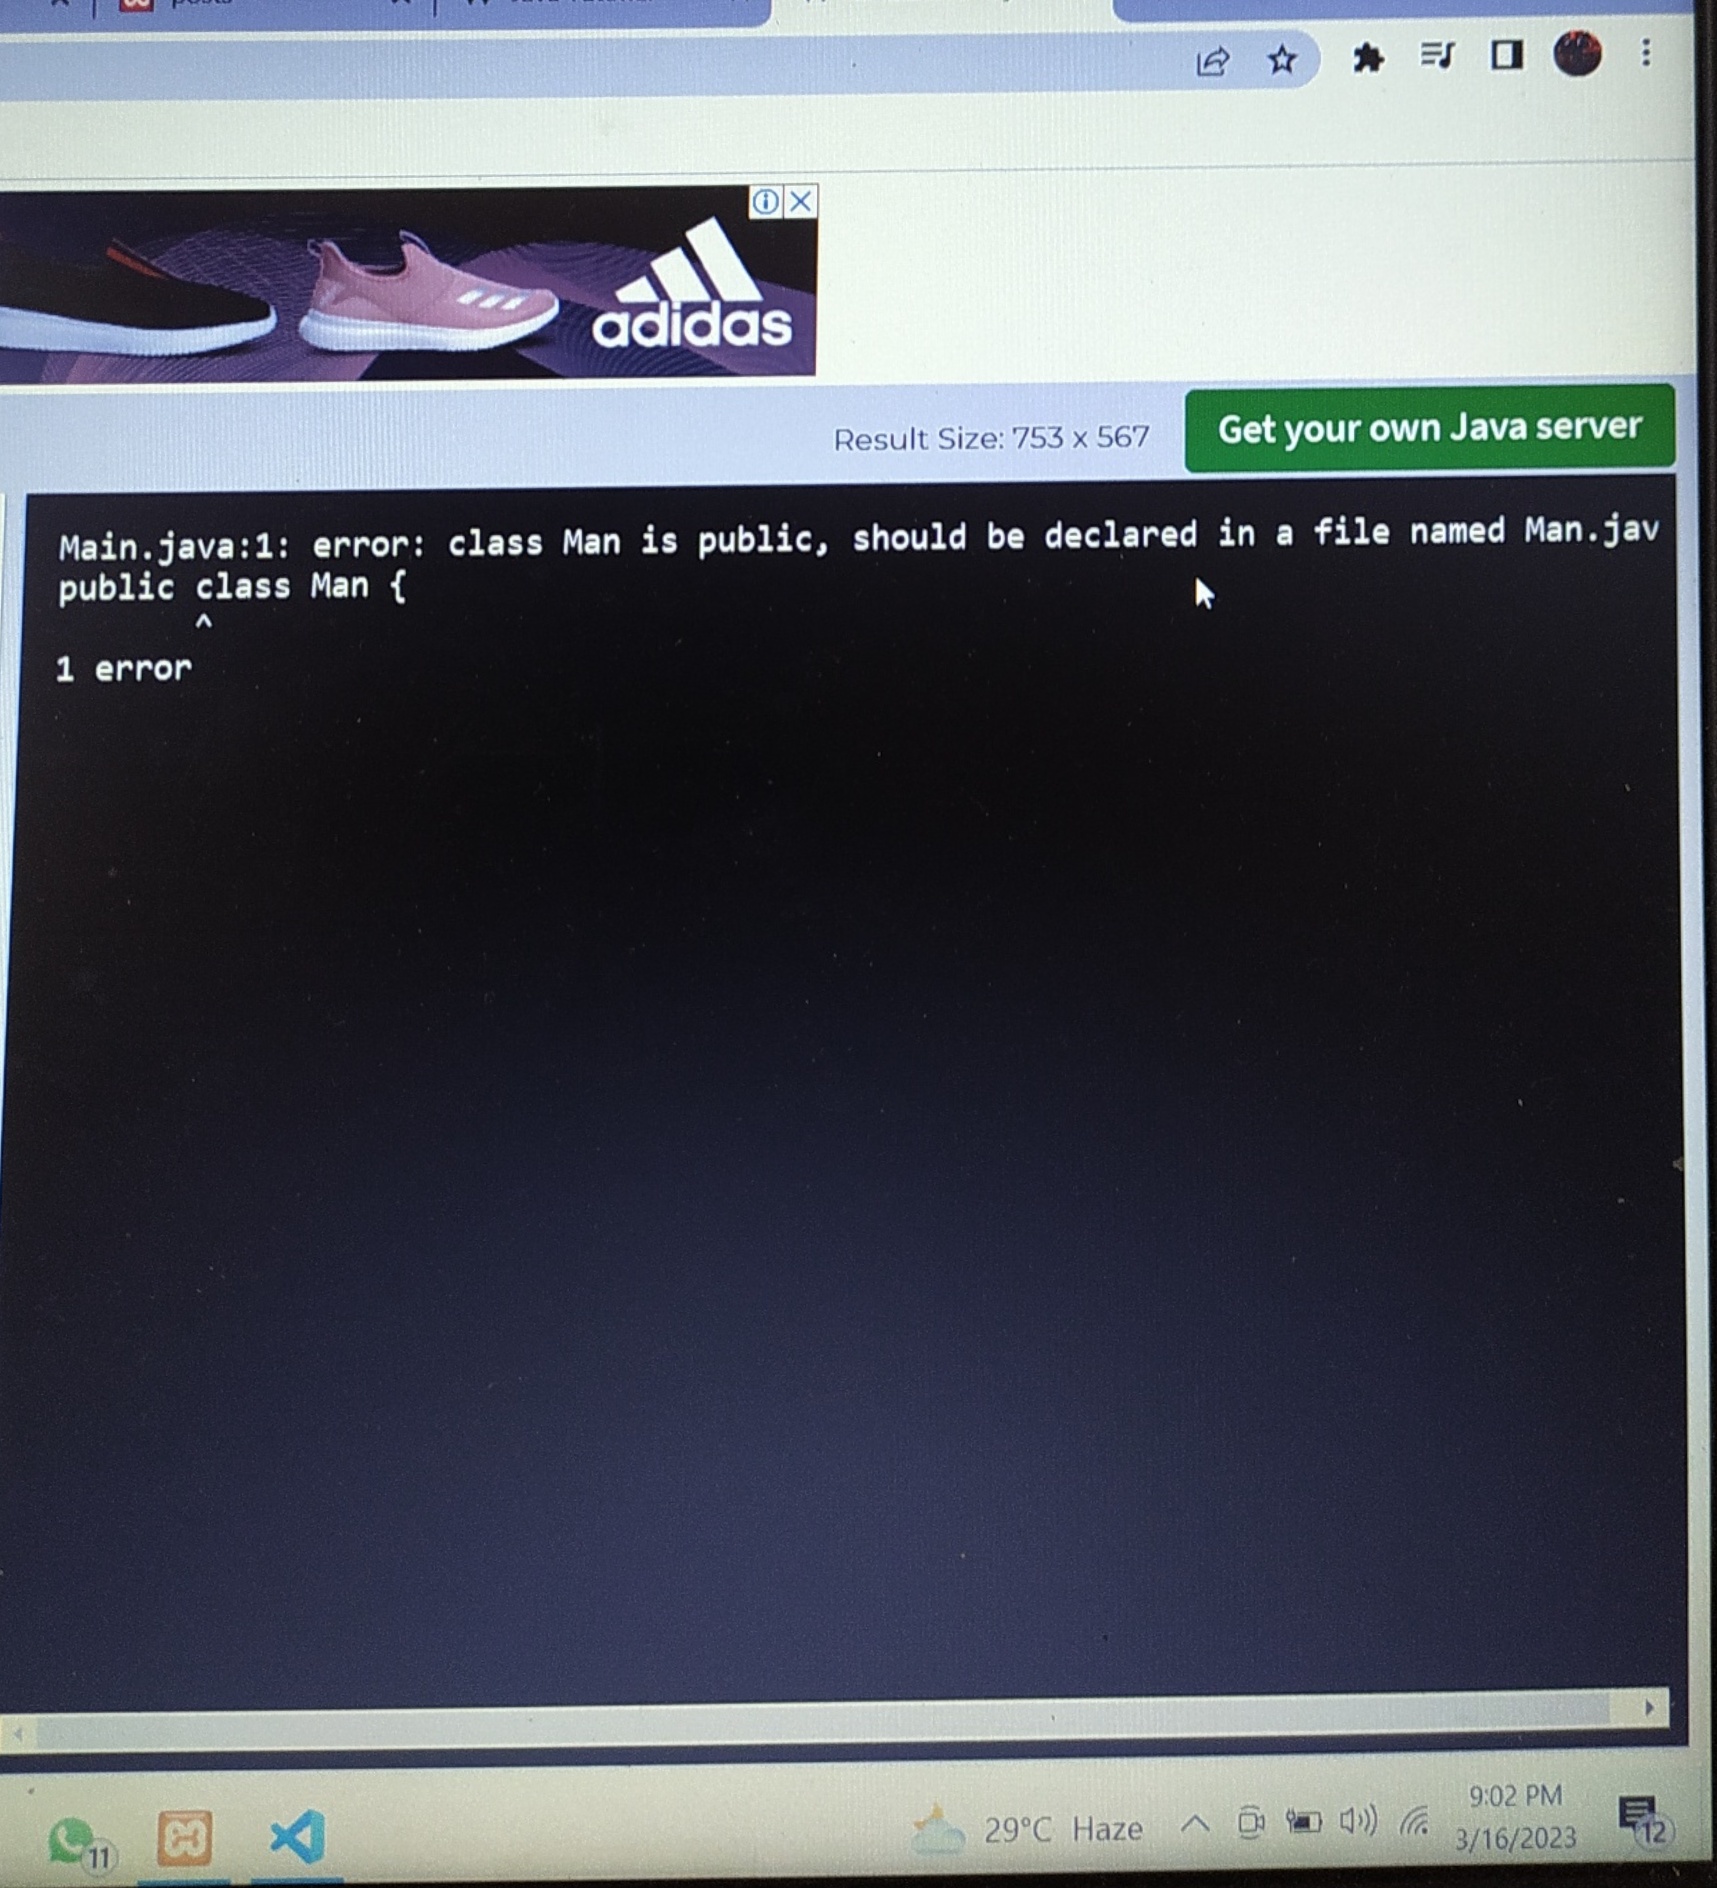 adidas
Result Size: 753 x 567
Get your own Java server
Main.java:1: error: class Man is public, should be declared in a file named Man.jav
public class Man {
^
1 error
11
29°C Haze
9:02 PM
3/16/2023
12